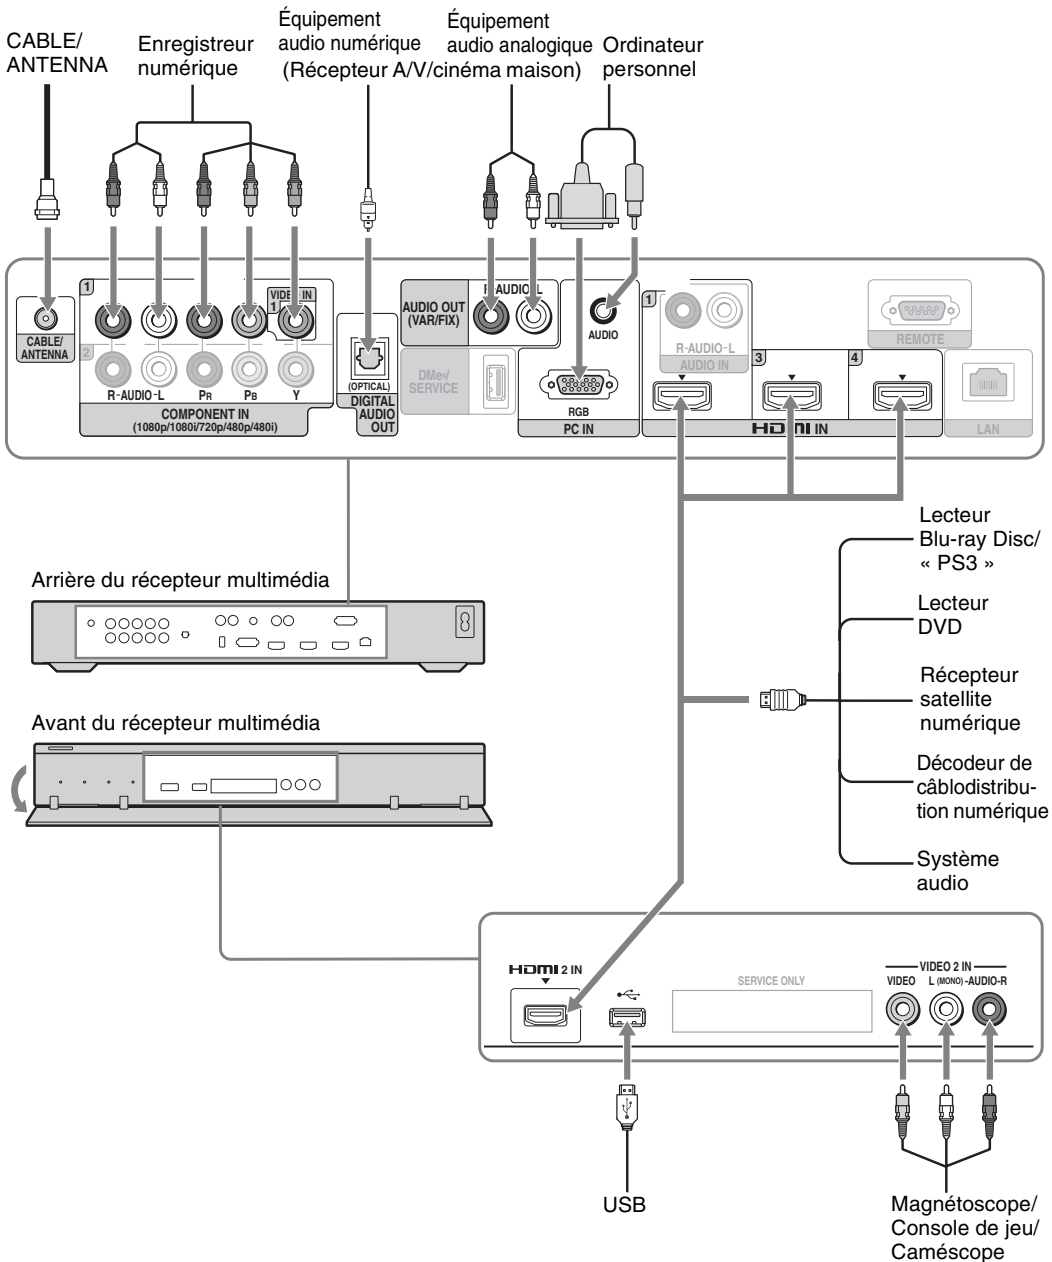 CABLE/
ANTENNA
Enregistreur
numérique
Équipement
audio numérique
(Récepteur A/V/cinéma maison)
Équipement
audio analogique
Ordinateur
personnel
1
VIDEO IN
1
CABLE/
ANTENNA
2
R-AUDIO-L
PR
PB
Y
COMPONENT IN
(1080p/1080i/720p/480p/480i)
(OPTICAL)
DIGITAL
AUDIO
OUT
AUDIO OUT
(VAR/FIX)
R-AUDIO-L
DMex/
SERVICE
AUDIO
RGB
PC IN
1
R-AUDIO-L
AUDIO IN
3
4
HDMI IN
REMOTE
LAN
Lecteur
Blu-ray Disc/
« PS3 »
Lecteur
DVD
Récepteur
satellite
numérique
Décodeur de
câblodistribu-
tion numérique
Système
audio
Arrière du récepteur multimédia
Avant du récepteur multimédia
HDMI 2 IN
SERVICE ONLY
VIDEO 2 IN
VIDEO
L (MONO) -AUDIO-R
USB
Magnétoscope/
Console de jeu/
Caméscope